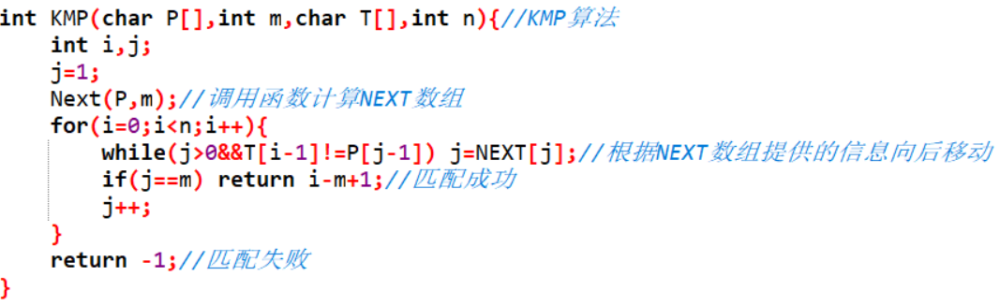 int KMP(char P[],int m,char T[],int n){//KMP算法
    int i,j;
    j=1;
    Next(P,m);//调用函数计算NEXT数组
    for(i=0;i<n;i++){
        while(j>0&&T[i-1]!=P[j-1]) j=NEXT[j];//根据NEXT数组提供的信息向后移动
        if(j==m) return i-m+1;//匹配成功
        j++;
    }
    return -1;//匹配失败
}